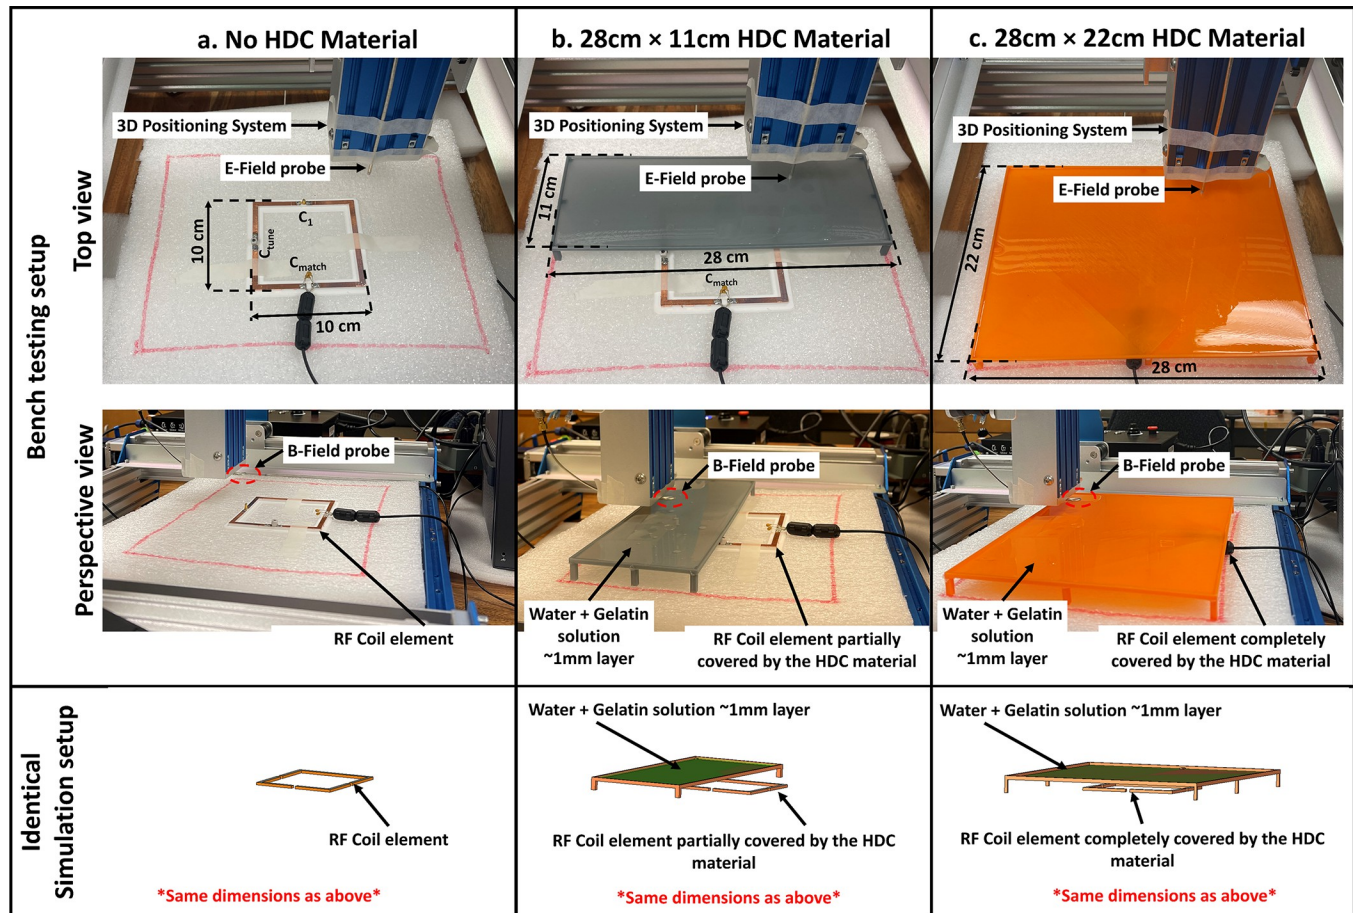 a. No HDC Material
b. 28cm × 11cm HDC Material
c. 28cm × 22cm HDC Material
Bench testing setup
Top view
3D Positioning System
E-Field probe
10 cm
C1
Ctune
Cmatch
10 cm
3D Positioning System
E-Field probe
11 cm
28 cm
Cmatch
3D Positioning System
E-Field probe
22 cm
28 cm
Perspective view
B-Field probe
RF Coil element
B-Field probe
Water + Gelatin
solution
~1mm layer
RF Coil element partially
covered by the HDC material
B-Field probe
Water + Gelatin
solution
~1mm layer
RF Coil element completely
covered by the HDC material
Identical
Simulation setup
RF Coil element
*Same dimensions as above*
Water + Gelatin solution ~1mm layer
RF Coil element partially covered by the HDC
material
*Same dimensions as above*
Water + Gelatin solution ~1mm layer
RF Coil element completely covered by the HDC
material
*Same dimensions as above*